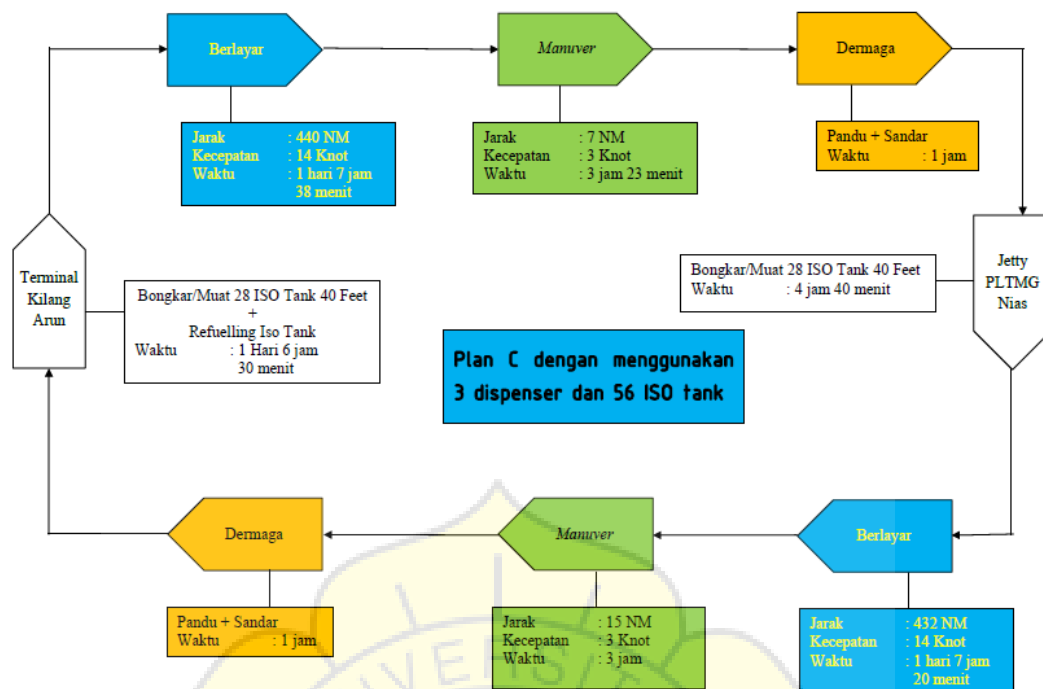 Berlayar
Manuver
Dermaga
Jarak : 440 NM
Kecepatan : 14 Knot
Waktu : 1 hari 7 jam
38 menit
Jarak : 7 NM
Kecepatan : 3 Knot
Waktu : 3 jam 23 menit
Pandu + Sandar
Waktu : 1 jam
Terminal
Kilang
Arun
Bongkar/Muat 28 ISO Tank 40 Feet
+
Refuelling Iso Tank
Waktu : 1 Hari 6 jam
30 menit
Bongkar/Muat 28 ISO Tank 40 Feet
Waktu : 4 jam 40 menit
Jetty
PLTMG
Nias
Plan C dengan menggunakan
3 dispenser dan 56 ISO tank
Dermaga
Manuver
Berlayar
Pandu + Sandar
Waktu : 1 jam
Jarak : 15 NM
Kecepatan : 3 Knot
Waktu : 3 jam
Jarak : 432 NM
Kecepatan : 14 Knot
Waktu : 1 hari 7 jam
20 menit